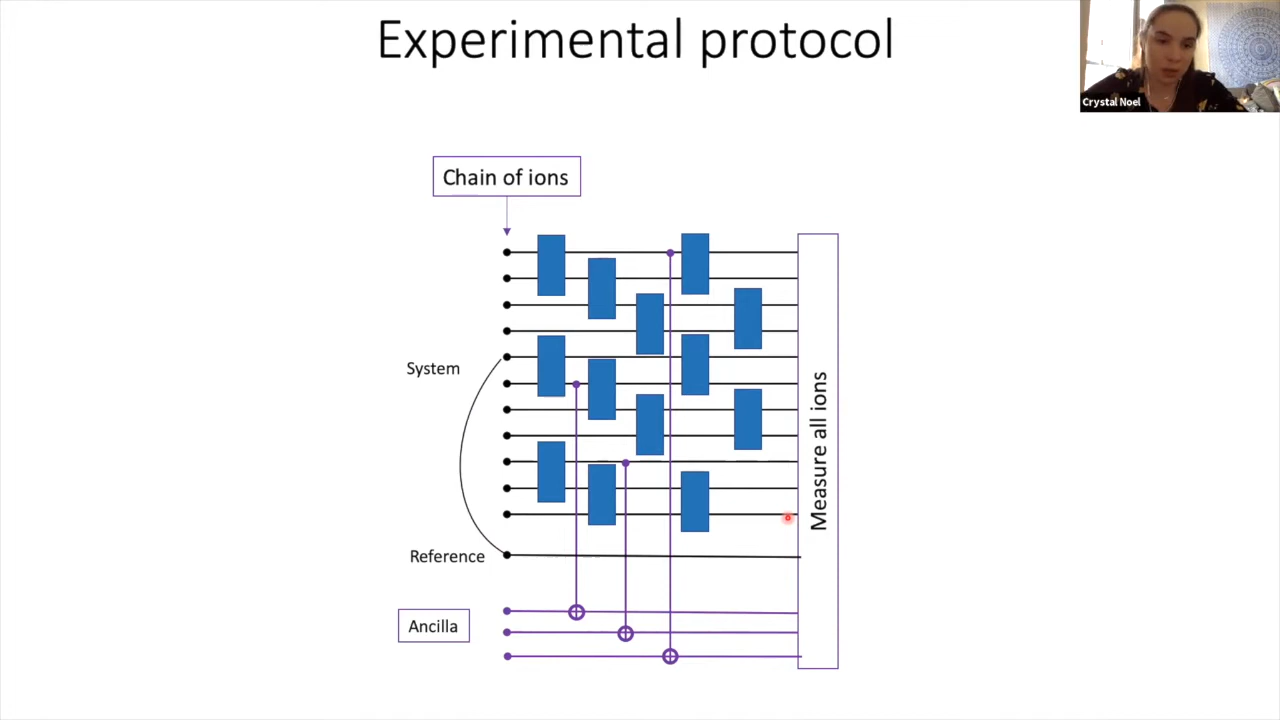 Experimental protocol
Crystal Noel
Chain of ions
System
Measure all ions
Reference
Ancilla